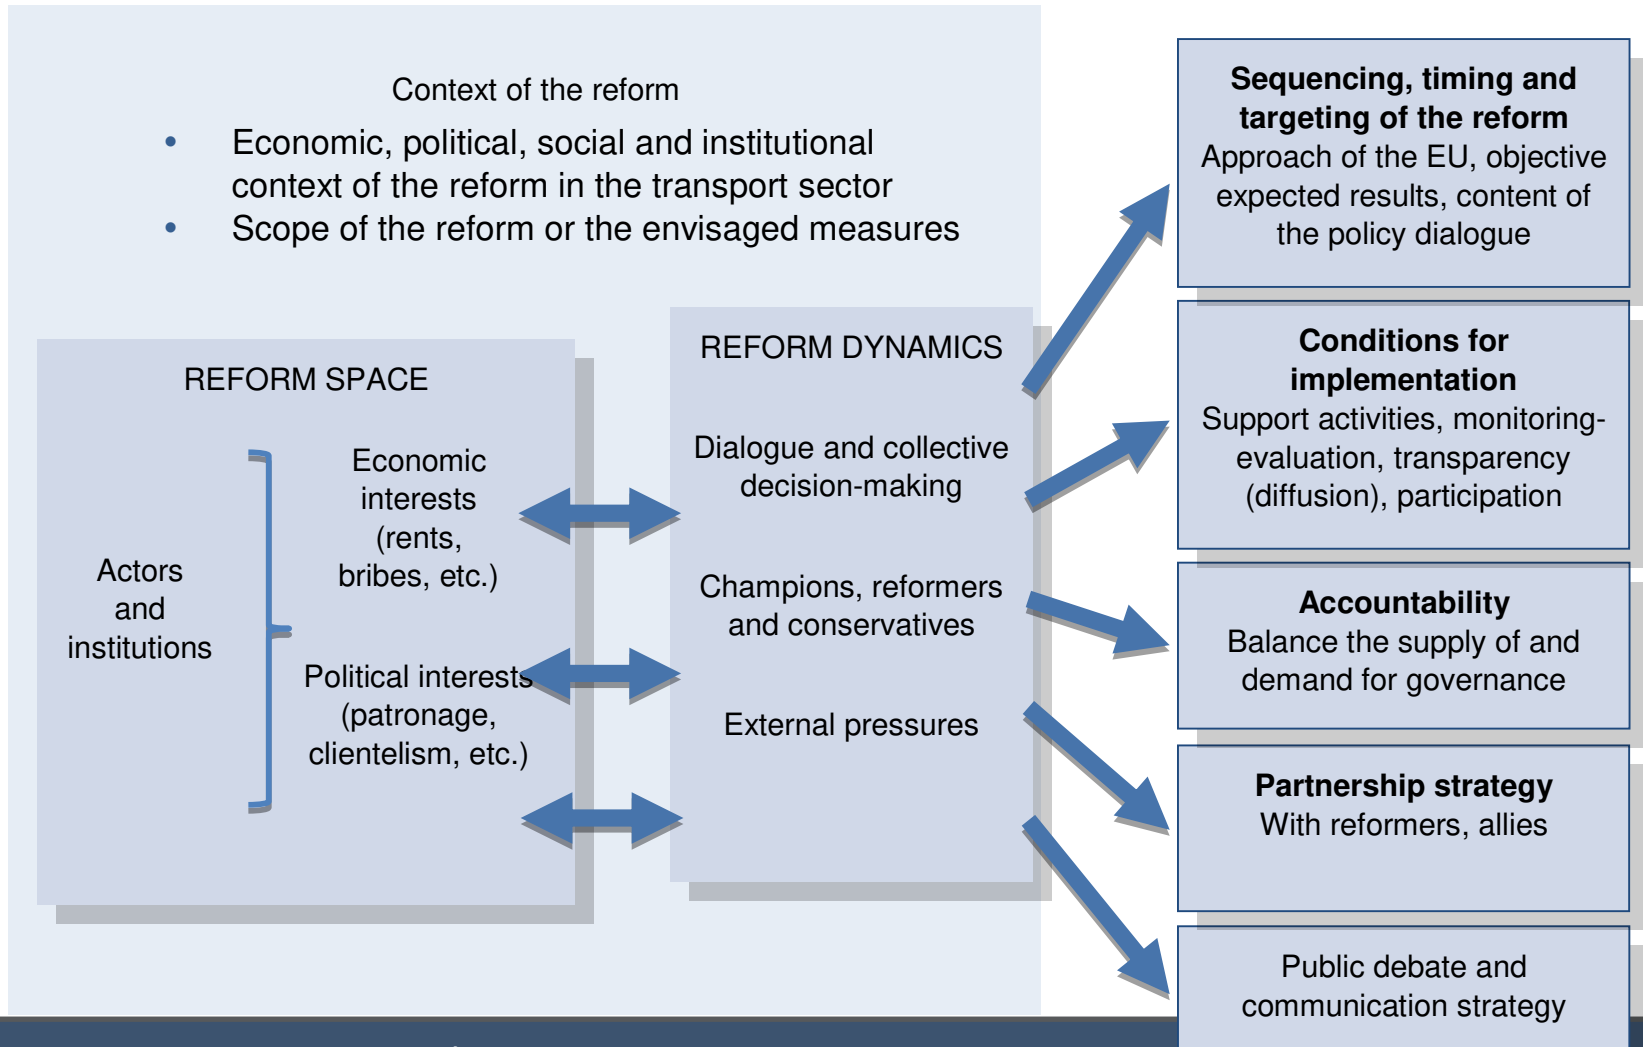 Context of the reform
• Economic, political, social and institutional
context of the reform in the transport sector
• Scope of the reform or the envisaged measures
REFORM SPACE
Actors
and
institutions
Economic
interests
(rents,
bribes, etc.)
Political interests
(patronage,
clientelism, etc.)
REFORM DYNAMICS
Dialogue and collective
decision-making
Champions, reformers
and conservatives
External pressures
Sequencing, timing and
targeting of the reform
Approach of the EU, objective
expected results, content of
the policy dialogue
Conditions for
implementation
Support activities, monitoring-
evaluation, transparency
(diffusion), participation
Accountability
Balance the supply of and
demand for governance
Partnership strategy
With reformers, allies
Public debate and
communication strategy